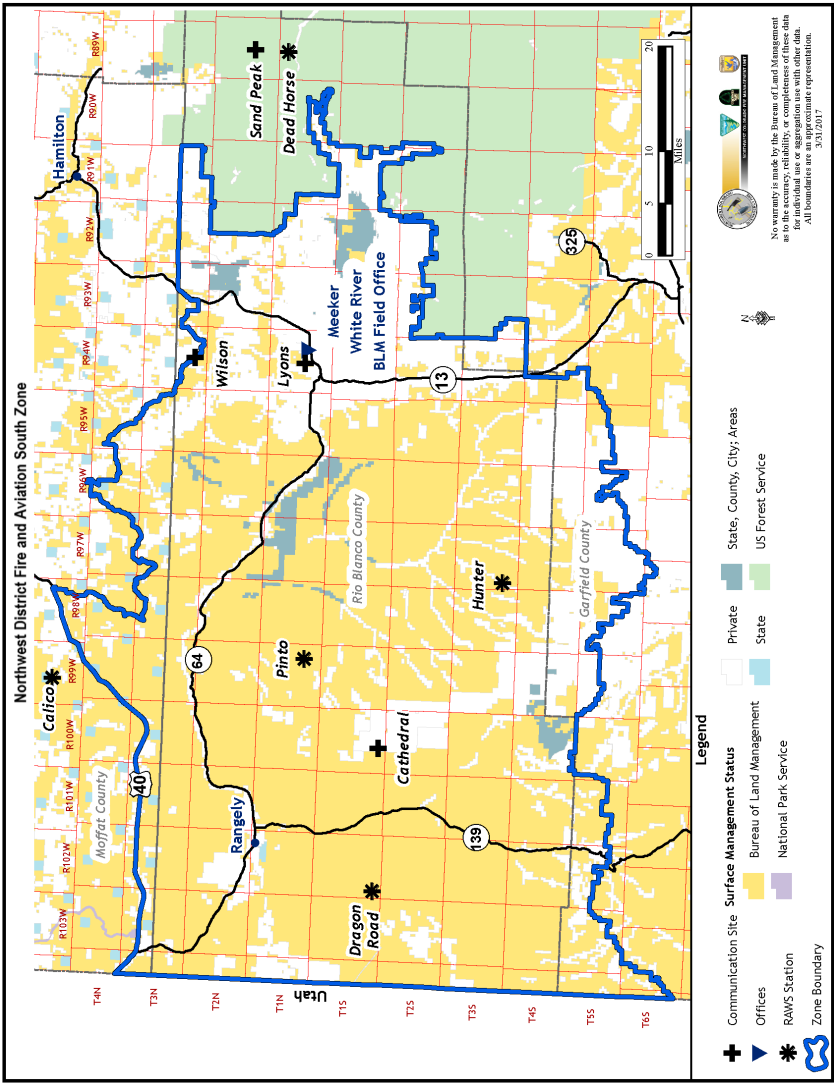 Northwest District Fire and Aviation South Zone
R103W
R102W
R101W
R100W
R99W
R98W
R97W
R96W
R95W
R94W
R93W
R92W
R91W
R90W
R89W
T4N
T3N
T2N
T1N
T1S
T2S
T3S
T4S
T5S
T6S
Utah
Moffat County
Calico
40
Hamilton
Sand Peak
Dead Horse
Wilson
Lyons
Meeker
White River
BLM Field Office
64
Rangely
Pinto
Rio Blanco County
Cathedral
Dragon
Road
Hunter
139
13
325
Garfield County
0
5
10
20
Miles
Legend
Communication Site
Offices
RAWS Station
Zone Boundary
Surface Management Status
Bureau of Land Management
National Park Service
Private
State
State, County, City; Areas
US Forest Service
N
No warranty is made by the Bureau of Land Management
as to the accuracy, reliability, or completeness of these data
for individual use or aggregation use with other data.
All boundaries are an approximate representation.
3/31/2017